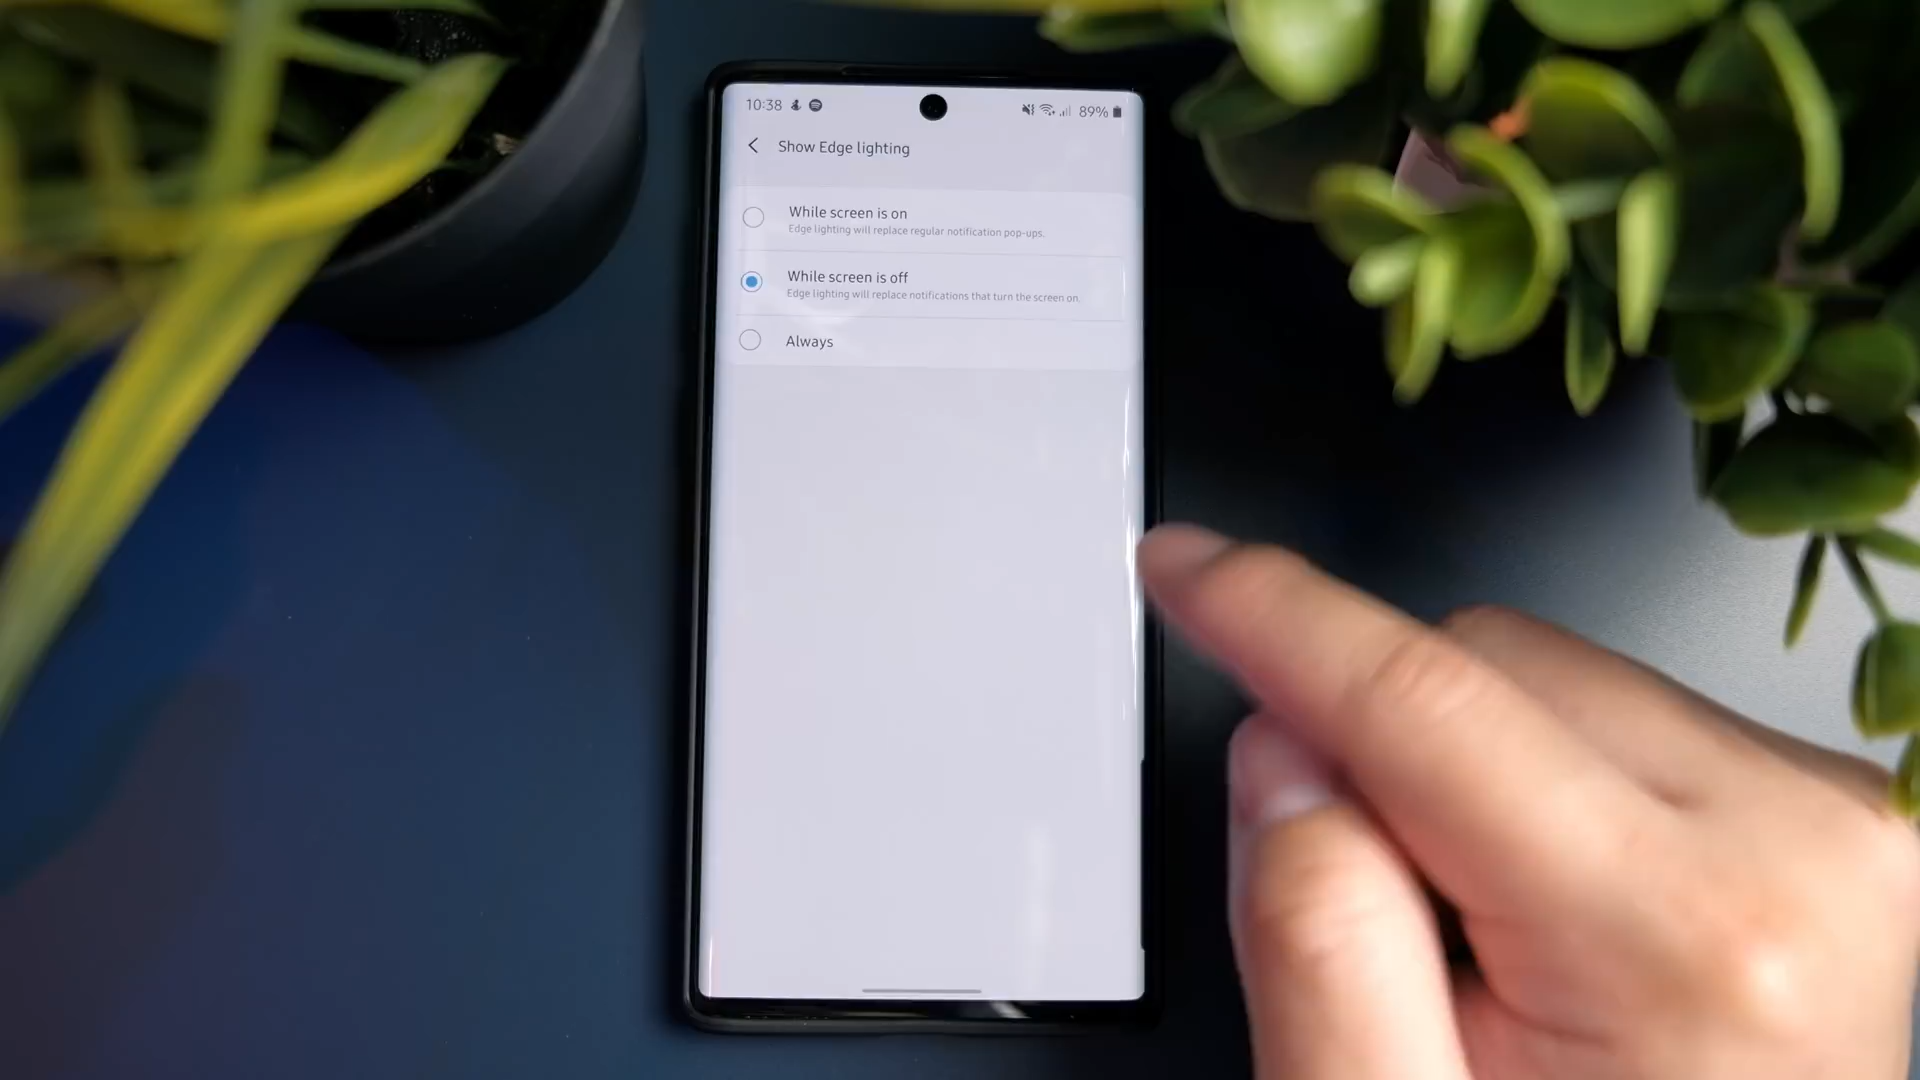 10:38
89%
Show Edge lighting
While screen is on
Edge lighting will replace regular notification pop-ups.
While screen is off
Edge lighting will replace notifications that turn the screen on.
Always